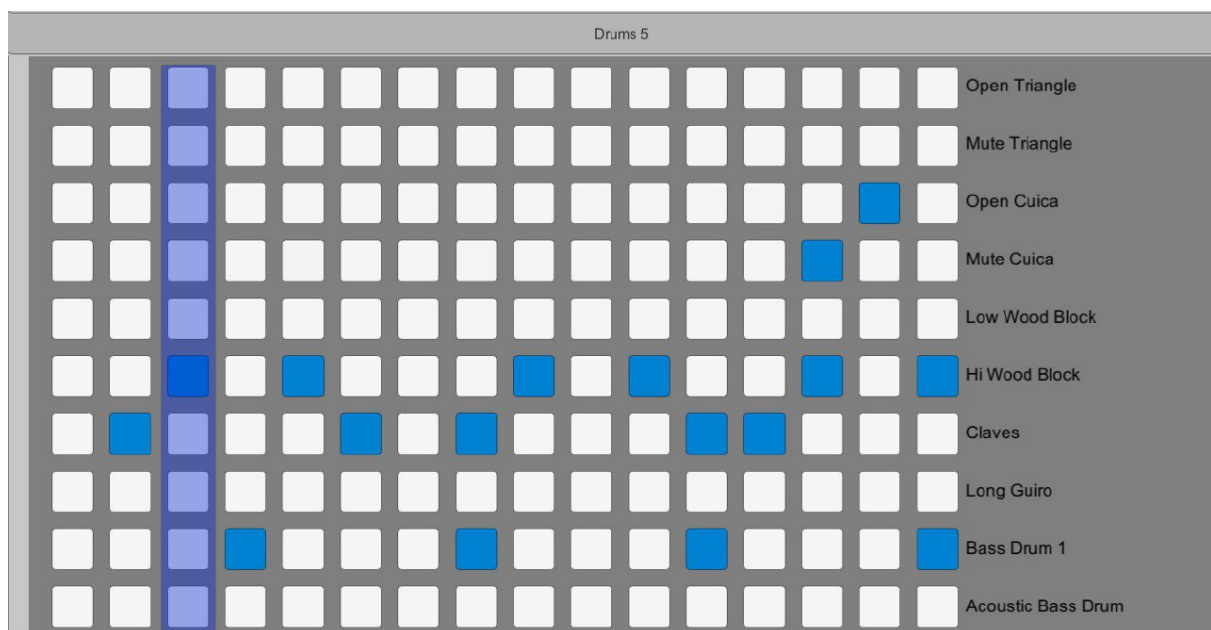 Drums 5
Open Triangle
Mute Triangle
Open Cuica
Mute Cuica
Low Wood Block
Hi Wood Block
Claves
Long Guiro
Bass Drum 1
Acoustic Bass Drum